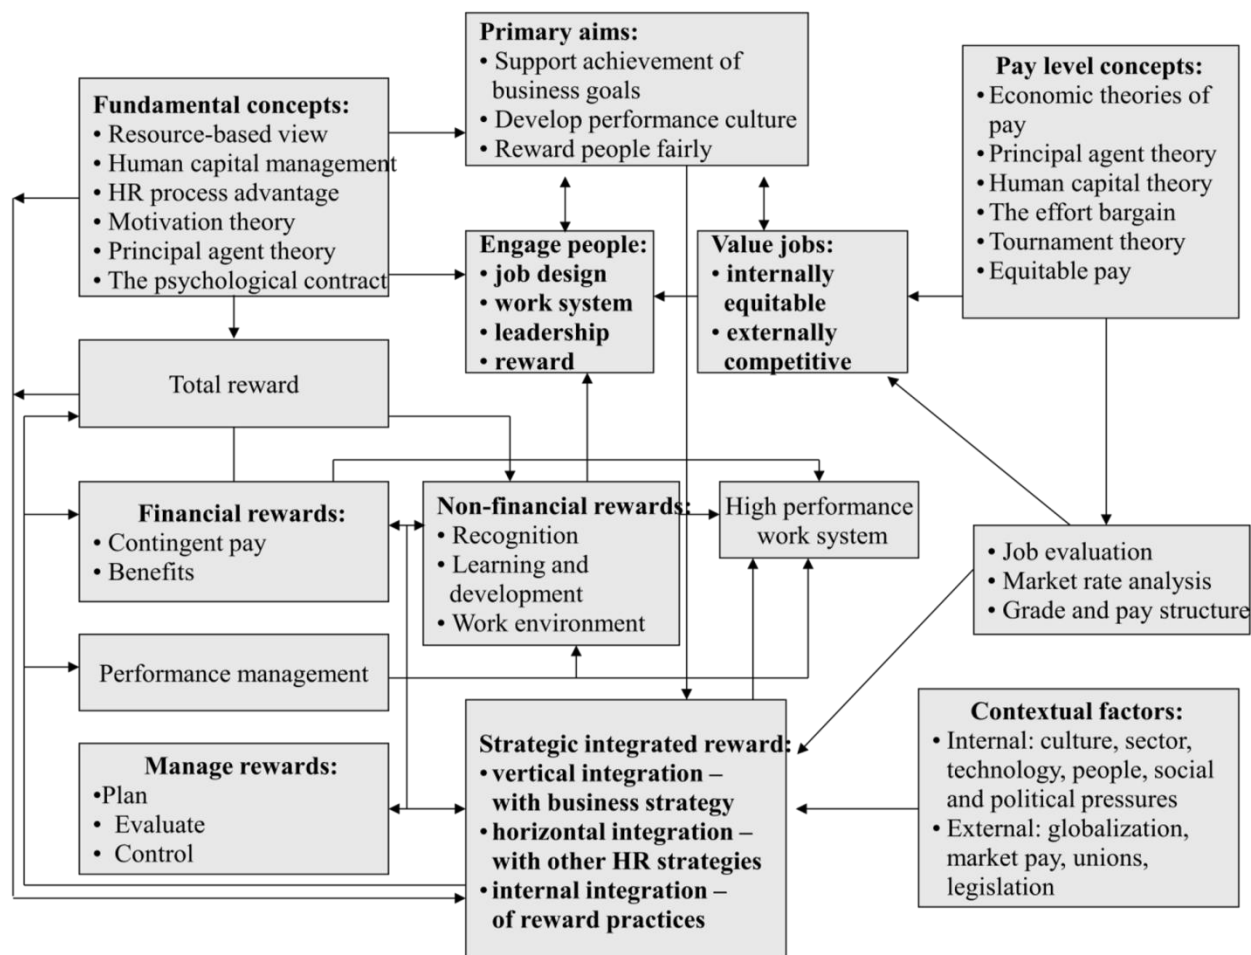 Primary aims:
• Support achievement of
business goals
• Develop performance culture
• Reward people fairly
Pay level concepts:
• Economic theories of
pay
• Principal agent theory
• Human capital theory
• The effort bargain
• Tournament theory
• Equitable pay
Fundamental concepts:
• Resource-based view
• Human capital management
• HR process advantage
• Motivation theory
• Principal agent theory
• The psychological contract
Engage people:
• job design
• work system
• leadership
• reward
Value jobs:
• internally
equitable
• externally
competitive
Total reward
Financial rewards:
• Contingent pay
• Benefits
Non-financial rewards:
• Recognition
• Learning and
development
• Work environment
High performance
work system
• Job evaluation
• Market rate analysis
• Grade and pay structure
Performance management
Manage rewards:
•Plan
• Evaluate
• Control
Strategic integrated reward:
• vertical integration –
with business strategy
• horizontal integration –
with other HR strategies
• internal integration –
of reward practices
Contextual factors:
• Internal: culture, sector,
technology, people, social
and political pressures
• External: globalization,
market pay, unions,
legislation